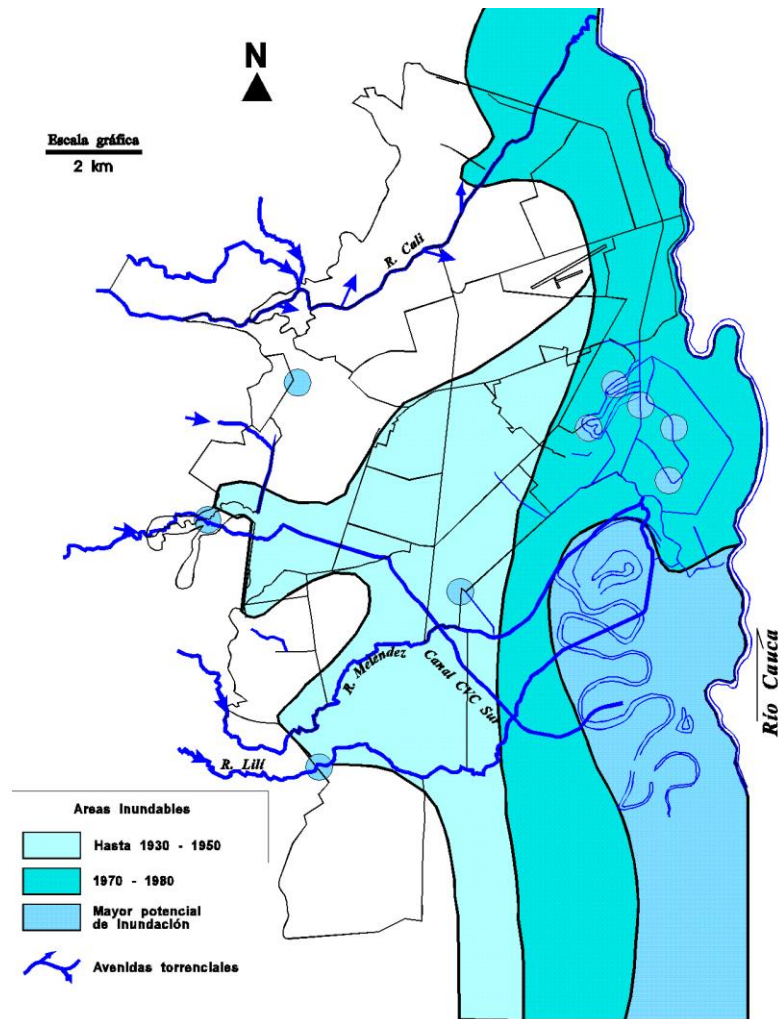 N
Escala gráfica
2 km
R. Cali
R. Melendez
Canal CVC Sur
R. Lili
Río Cauca
Areas Inundables
Hasta 1930 - 1950
1970 - 1980
Mayor potencial
de Inundación
Avenidas torrenciales